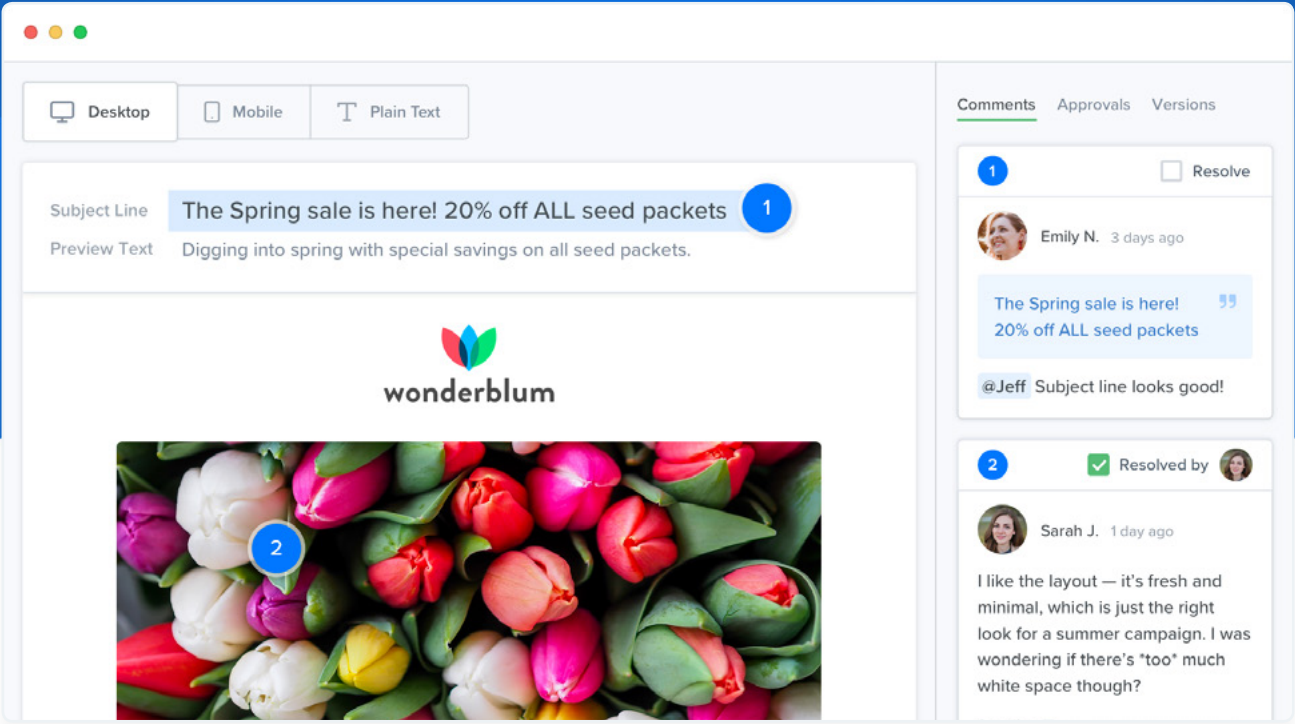 Desktop
Mobile
Plain Text
Subject Line
The Spring sale is here! 20% off ALL seed packets
1
Preview Text
Digging into spring with special savings on all seed packets.
wonderblum
2
Comments
Approvals
Versions
1
Resolve
Emily N.
3 days ago
The Spring sale is here!
20% off ALL seed packets
@Jeff Subject line looks good!
2
Resolved by
Sarah J.
1 day ago
I like the layout — it’s fresh and
minimal, which is just the right
look for a summer campaign. I was
wondering if there’s *too* much
white space though?